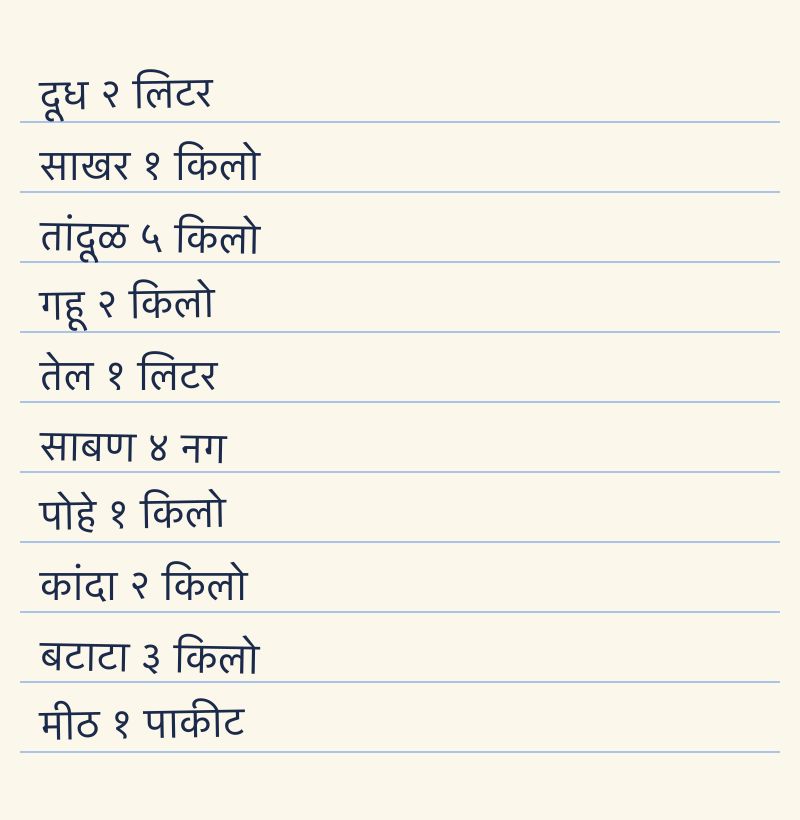 दूध २ लिटर
साखर १ किलो
तांदूळ ५ किलो
गहू २ किलो
तेल १ लिटर
साबण ४ नग
पोहे १ किलो
कांदा २ किलो
बटाटा ३ किलो
मीठ १ पाकीट